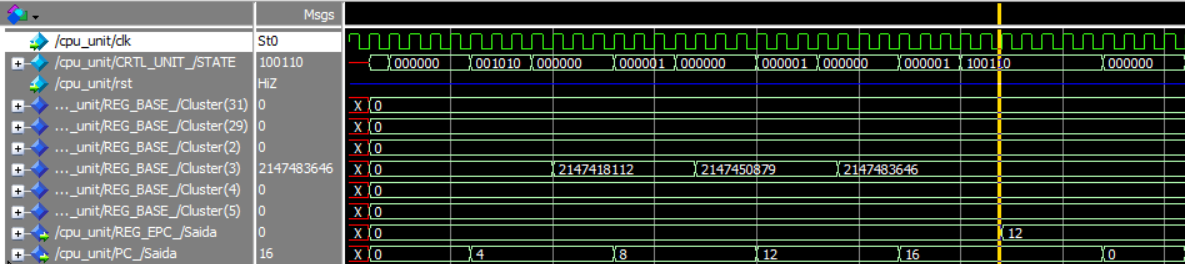 Msgs
/cpu_unit/clk St0
/cpu_unit/CRTL_UNIT_/STATE 100110 000000 001010 000000 000001 000000 000001 000000 000001 100110 000000
/cpu_unit/rst HiZ
..._unit/REG_BASE_/Cluster(31) 0 X 0
..._unit/REG_BASE_/Cluster(29) 0 X 0
..._unit/REG_BASE_/Cluster(2) 0 X 0
..._unit/REG_BASE_/Cluster(3) 2147483646 X 0 2147418112 2147450879 2147483646
..._unit/REG_BASE_/Cluster(4) 0 X 0
..._unit/REG_BASE_/Cluster(5) 0 X 0
/cpu_unit/REG_EPC_/Saida 0 X 0 12
/cpu_unit/PC_/Saida 16 X 0 4 8 12 16 0